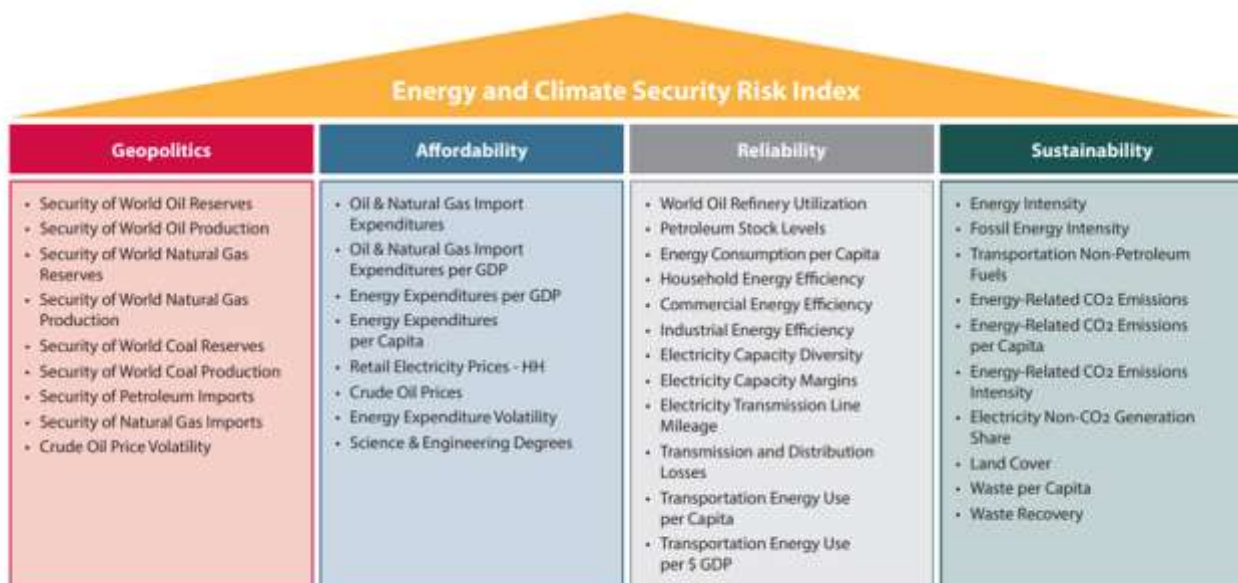 Energy and Climate Security Risk Index
Geopolitics
• Security of World Oil Reserves
• Security of World Oil Production
• Security of World Natural Gas
Reserves
• Security of World Natural Gas
Production
• Security of World Coal Reserves
• Security of World Coal Production
• Security of Petroleum Imports
• Security of Natural Gas Imports
• Crude Oil Price Volatility
Affordability
• Oil & Natural Gas Import
Expenditures
• Oil & Natural Gas Import
Expenditures per GDP
• Energy Expenditures per GDP
• Energy Expenditures
per Capita
• Retail Electricity Prices - HH
• Crude Oil Prices
• Energy Expenditure Volatility
• Science & Engineering Degrees
Reliability
• World Oil Refinery Utilization
• Petroleum Stock Levels
• Energy Consumption per Capita
• Household Energy Efficiency
• Commercial Energy Efficiency
• Industrial Energy Efficiency
• Electricity Capacity Diversity
• Electricity Capacity Margins
• Electricity Transmission Line
Mileage
• Transmission and Distribution
Losses
• Transportation Energy Use
per Capita
• Transportation Energy Use
per $ GDP
Sustainability
• Energy Intensity
• Fossil Energy Intensity
• Transportation Non-Petroleum
Fuels
• Energy-Related CO2 Emissions
• Energy-Related CO2 Emissions
per Capita
• Energy-Related CO2 Emissions
Intensity
• Electricity Non-CO2 Generation
Share
• Land Cover
• Waste per Capita
• Waste Recovery